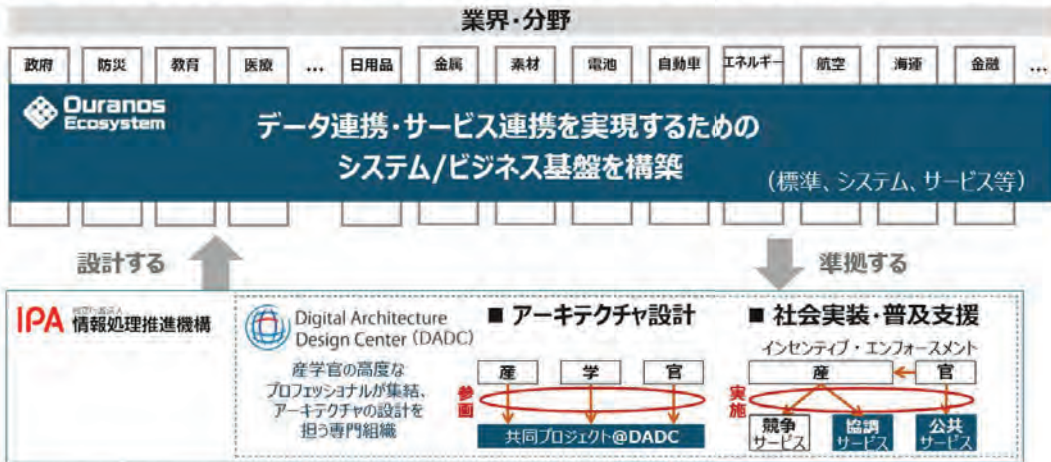 業界・分野
政府 防災 教育 医療 … 日用品 金属 素材 電池 自動車 エネルギー 航空 海運 金融 …
Ouranos
Ecosystem
データ連携・サービス連携を実現するための
システム/ビジネス基盤を構築
(標準、システム、サービス等)
設計する
準拠する
IPA 情報処理推進機構
Digital Architecture
Design Center (DADC)
産学官の高度な
プロフェッショナルが集結、
アーキテクチャの設計を
担う専門組織
■ アーキテクチャ設計
産 学 官
参画
共同プロジェクト@DADC
■ 社会実装・普及支援
インセンティブ・エンフォースメント
産 官
実施
競争
サービス
協調
サービス
公共
サービス